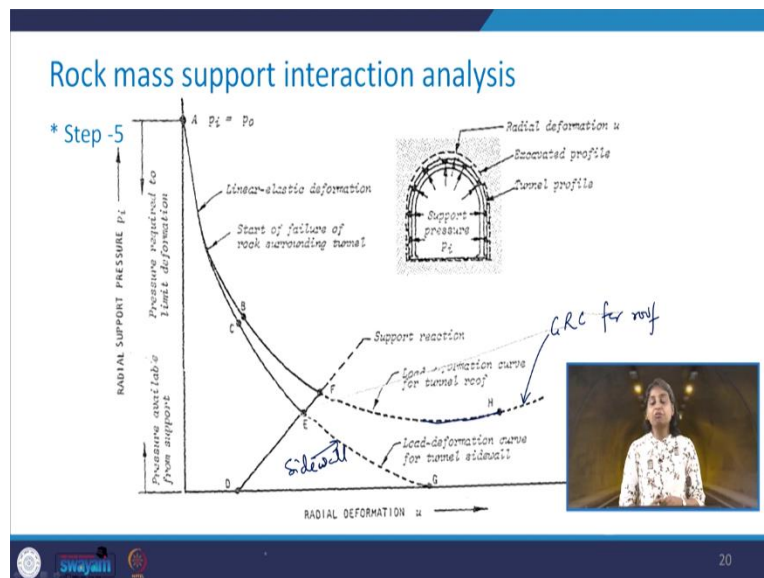 Rock mass support interaction analysis
* Step -5
A pi = po
RADIAL SUPPORT PRESSURE pi
Pressure required to
limit deformation
Pressure available
from support
Linear-elastic deformation
Start of failure of
rock surrounding tunnel
Radial deformation u
Excavated profile
Tunnel profile
Support
pressure
Pi
B
C
Support reaction
GRC for roof
F
curve
for tunnel roof
H
E
Sidewall
Load-deformation curve
for tunnel sidewall
D
G
RADIAL DEFORMATION u
swayam
20